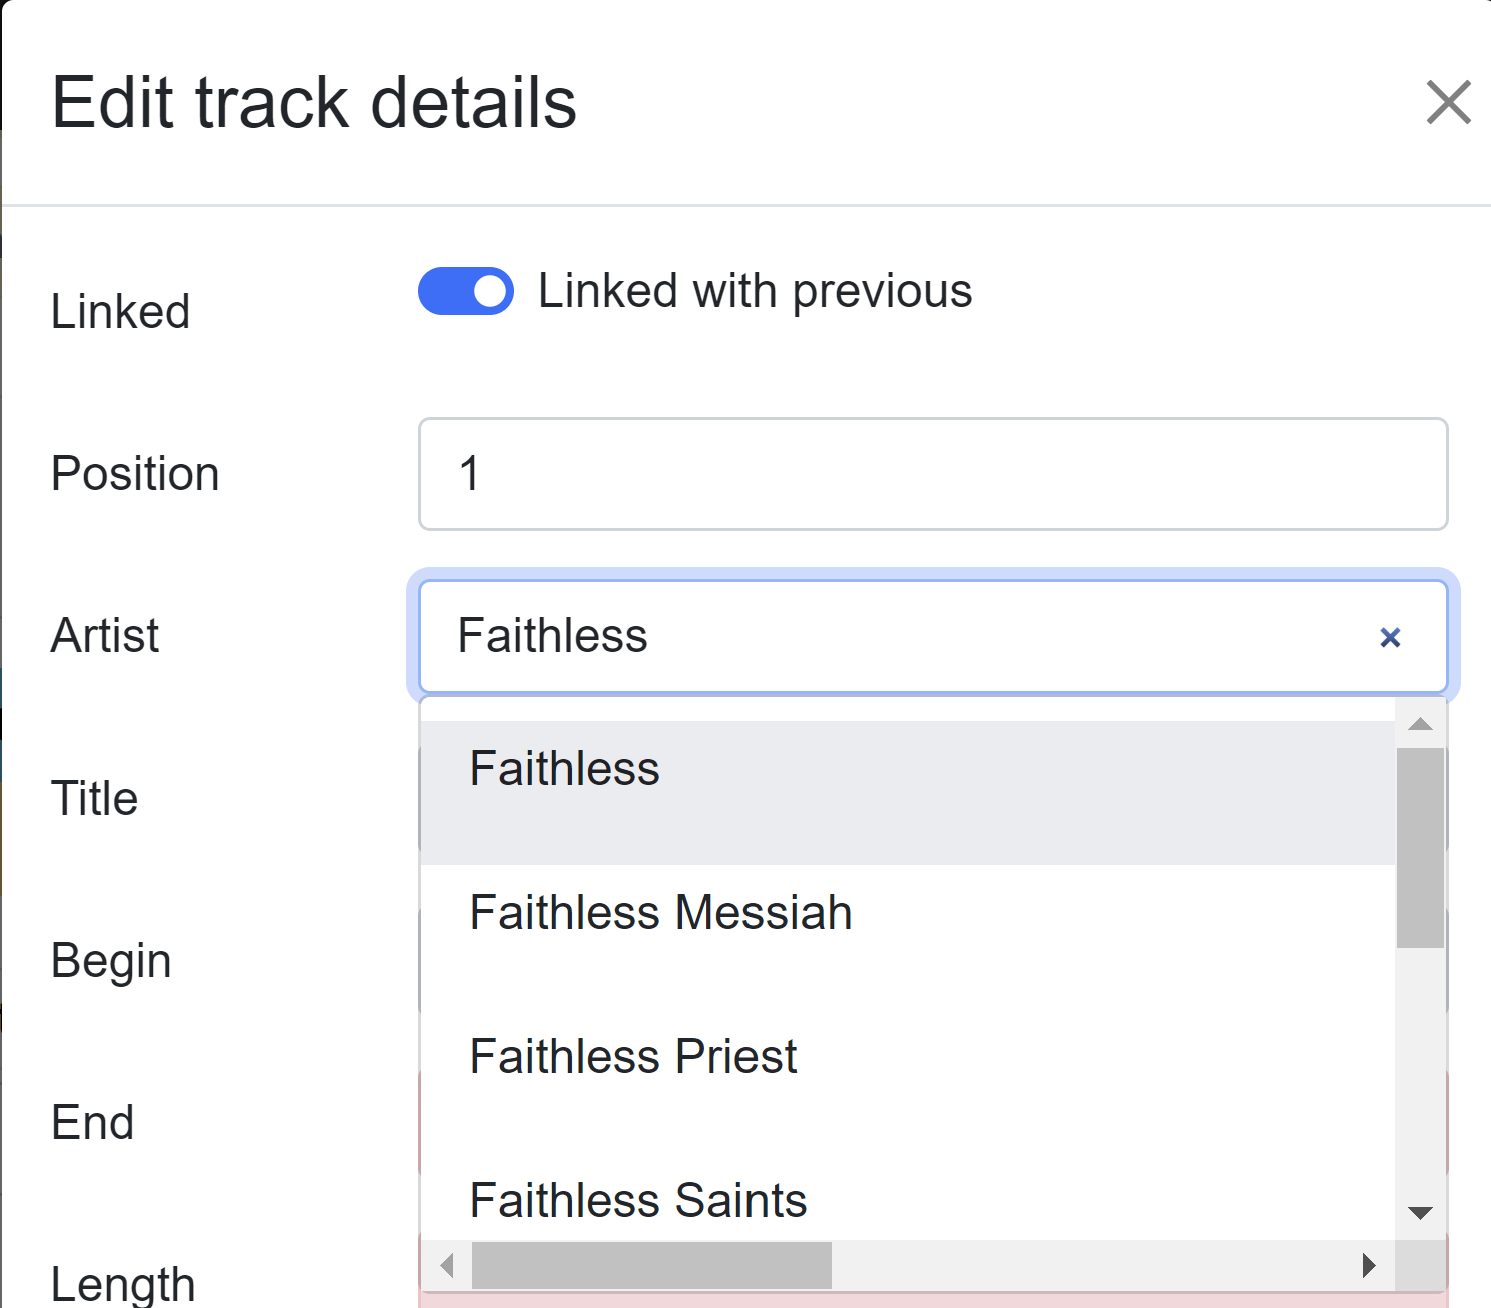 Edit track details
Linked
Linked with previous
Position
1
Artist
Faithless
Faithless
Title
Faithless Messiah
Begin
Faithless Priest
End
Faithless Saints
Length